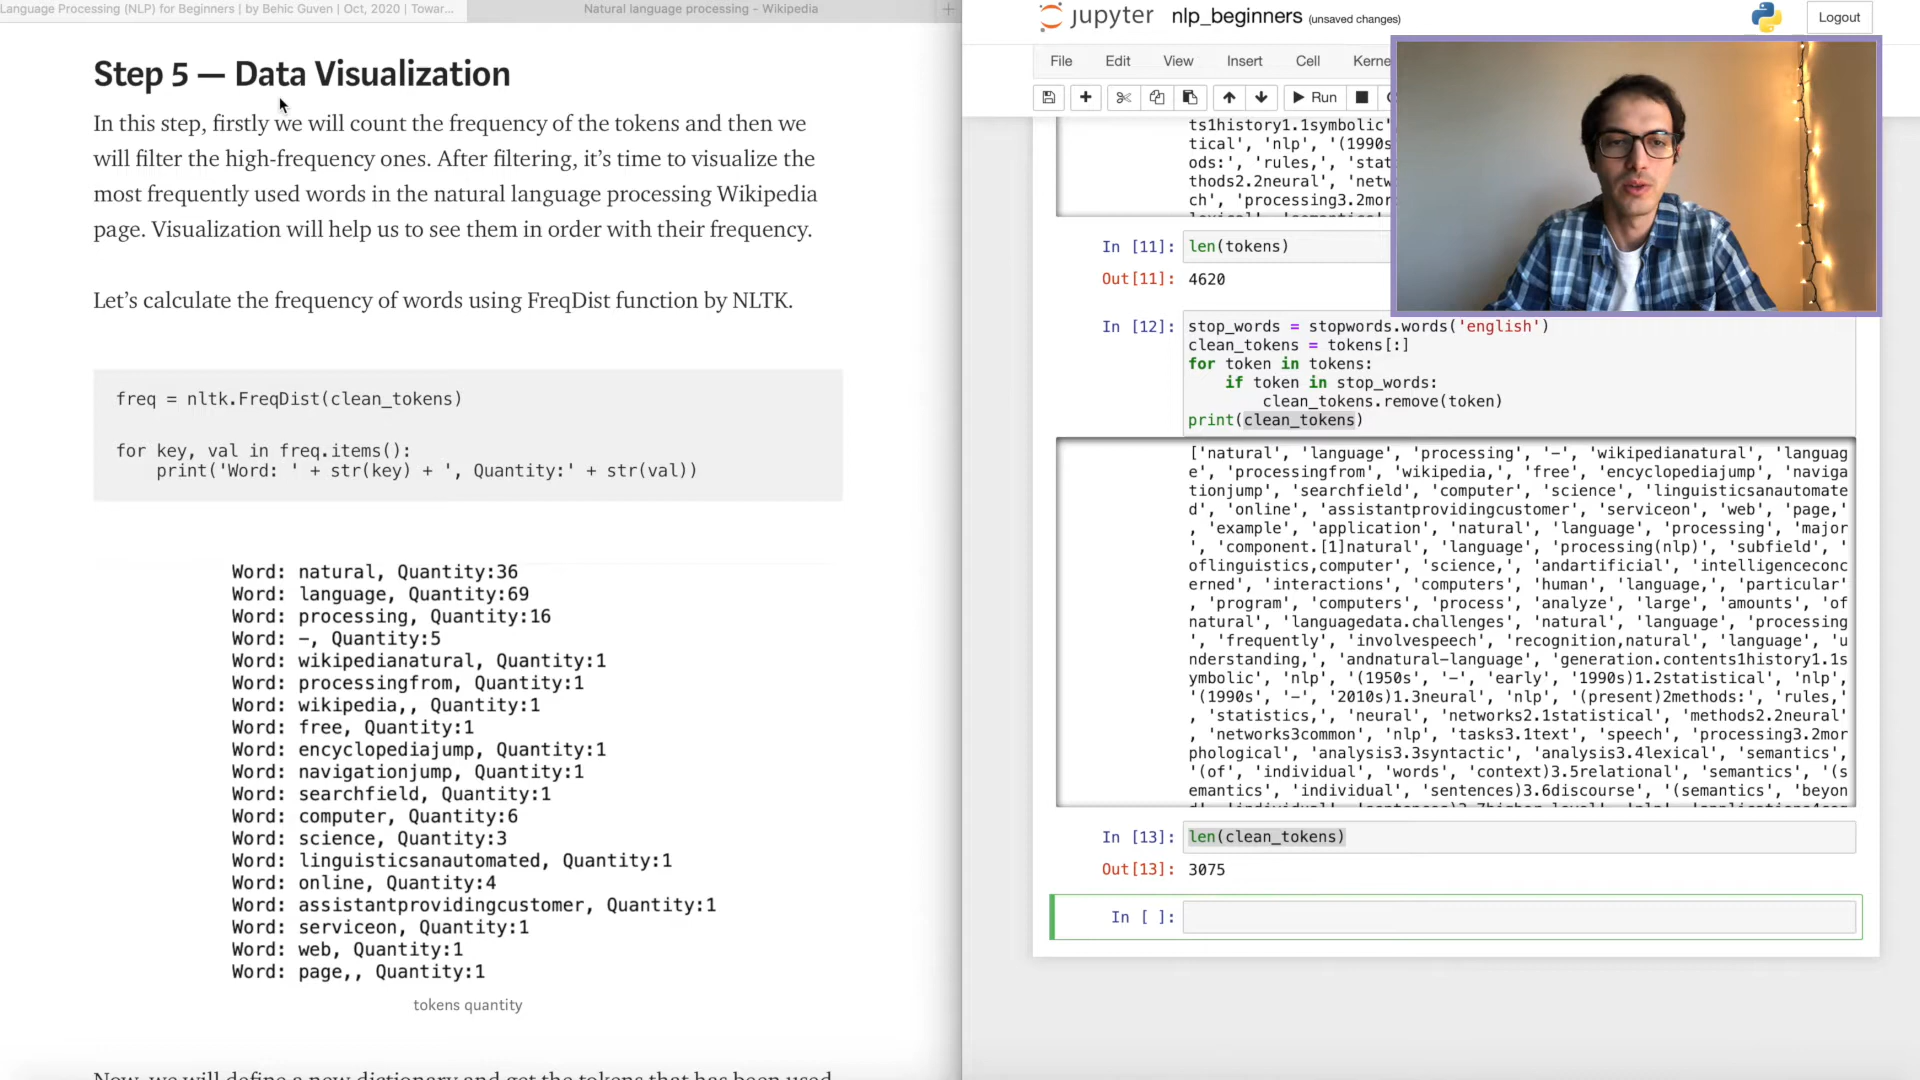 Language Processing (NLP) for Beginners | by Behic Guven | Oct, 2020 | Towar...
Natural language processing - Wikipedia
Step 5 — Data Visualization
In this step, firstly we will count the frequency of the tokens and then we
will filter the high-frequency ones. After filtering, it’s time to visualize the
most frequently used words in the natural language processing Wikipedia
page. Visualization will help us to see them in order with their frequency.
Let’s calculate the frequency of words using FreqDist function by NLTK.
freq = nltk.FreqDist(clean_tokens)
for key, val in freq.items():
print('Word: ' + str(key) + ', Quantity:' + str(val))
Word: natural, Quantity:36
Word: language, Quantity:69
Word: processing, Quantity:16
Word: –, Quantity:5
Word: wikipedianatural, Quantity:1
Word: processingfrom, Quantity:1
Word: wikipedia,, Quantity:1
Word: free, Quantity:1
Word: encyclopediajump, Quantity:1
Word: navigationjump, Quantity:1
Word: searchfield, Quantity:1
Word: computer, Quantity:6
Word: science, Quantity:3
Word: linguisticsanautomated, Quantity:1
Word: online, Quantity:4
Word: assistantprovidingcustomer, Quantity:1
Word: serviceon, Quantity:1
Word: web, Quantity:1
Word: page,, Quantity:1
tokens quantity
Now, we will define a new dictionary and get the tokens that has been used
jupyter nlp_beginners (unsaved changes)
Logout
File Edit View Insert Cell Kerne
Run
ts1history1.1symbolic'
tical', 'nlp', '(1990s
ods:', 'rules,', 'stat
thods2.2neural', 'netw
ch', 'processing3.2mor
In [11]: len(tokens)
Out[11]: 4620
In [12]: stop_words = stopwords.words('english')
clean_tokens = tokens[:]
for token in tokens:
if token in stop_words:
clean_tokens.remove(token)
print(clean_tokens)
['natural', 'language', 'processing', '–', 'wikipedianatural', 'languag
e', 'processingfrom', 'wikipedia,', 'free', 'encyclopediajump', 'naviga
tionjump', 'searchfield', 'computer', 'science', 'linguisticsanautomate
d', 'online', 'assistantprovidingcustomer', 'serviceon', 'web', 'page,'
, 'example', 'application', 'natural', 'language', 'processing', 'major
', 'component.[1]natural', 'language', 'processing(nlp)', 'subfield', '
oflinguistics,computer', 'science,', 'andartificial', 'intelligenceconc
erned', 'interactions', 'computers', 'human', 'language,', 'particular'
, 'program', 'computers', 'process', 'analyze', 'large', 'amounts', 'of
natural', 'languagedata.challenges', 'natural', 'language', 'processing
', 'frequently', 'involvespeech', 'recognition,natural', 'language', 'u
nderstanding,', 'andnatural-language', 'generation.contents1history1.1s
ymbolic', 'nlp', '(1950s', '–', 'early', '1990s)1.2statistical', 'nlp',
'(1990s', '–', '2010s)1.3neural', 'nlp', '(present)2methods:', 'rules,'
, 'statistics,', 'neural', 'networks2.1statistical', 'methods2.2neural'
, 'networks3common', 'nlp', 'tasks3.1text', 'speech', 'processing3.2mor
phological', 'analysis3.3syntactic', 'analysis3.4lexical', 'semantics',
'(of', 'individual', 'words', 'context)3.5relational', 'semantics', '(s
emantics', 'individual', 'sentences)3.6discourse', '(semantics', 'beyon
In [13]: len(clean_tokens)
Out[13]: 3075
In [ ]: